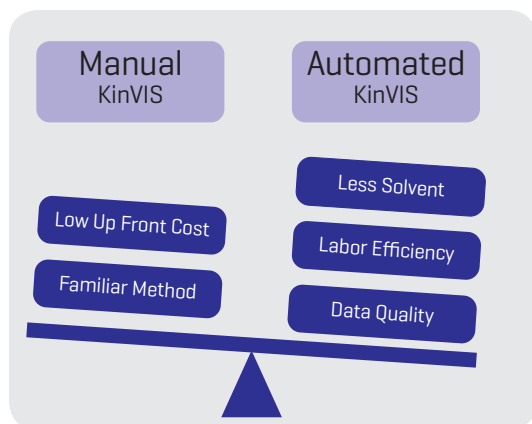 Manual
KinVIS
Automated
KinVIS
Low Up Front Cost
Familiar Method
Less Solvent
Labor Efficiency
Data Quality